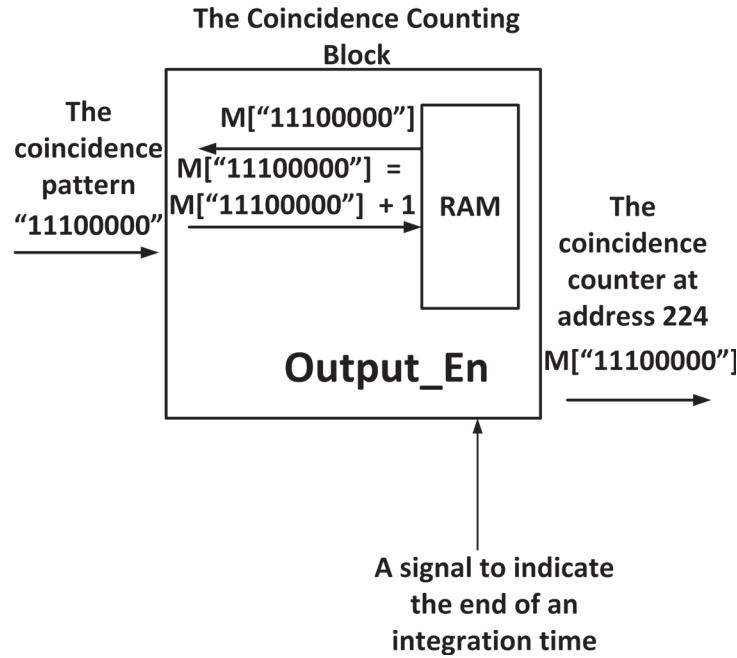 The Coincidence Counting
Block
The
coincidence
pattern
“11100000”
M[“11100000”]
M[“11100000”] =
M[“11100000”] + 1
RAM
Output_En
The
coincidence
counter at
address 224
M[“11100000”]
A signal to indicate
the end of an
integration time